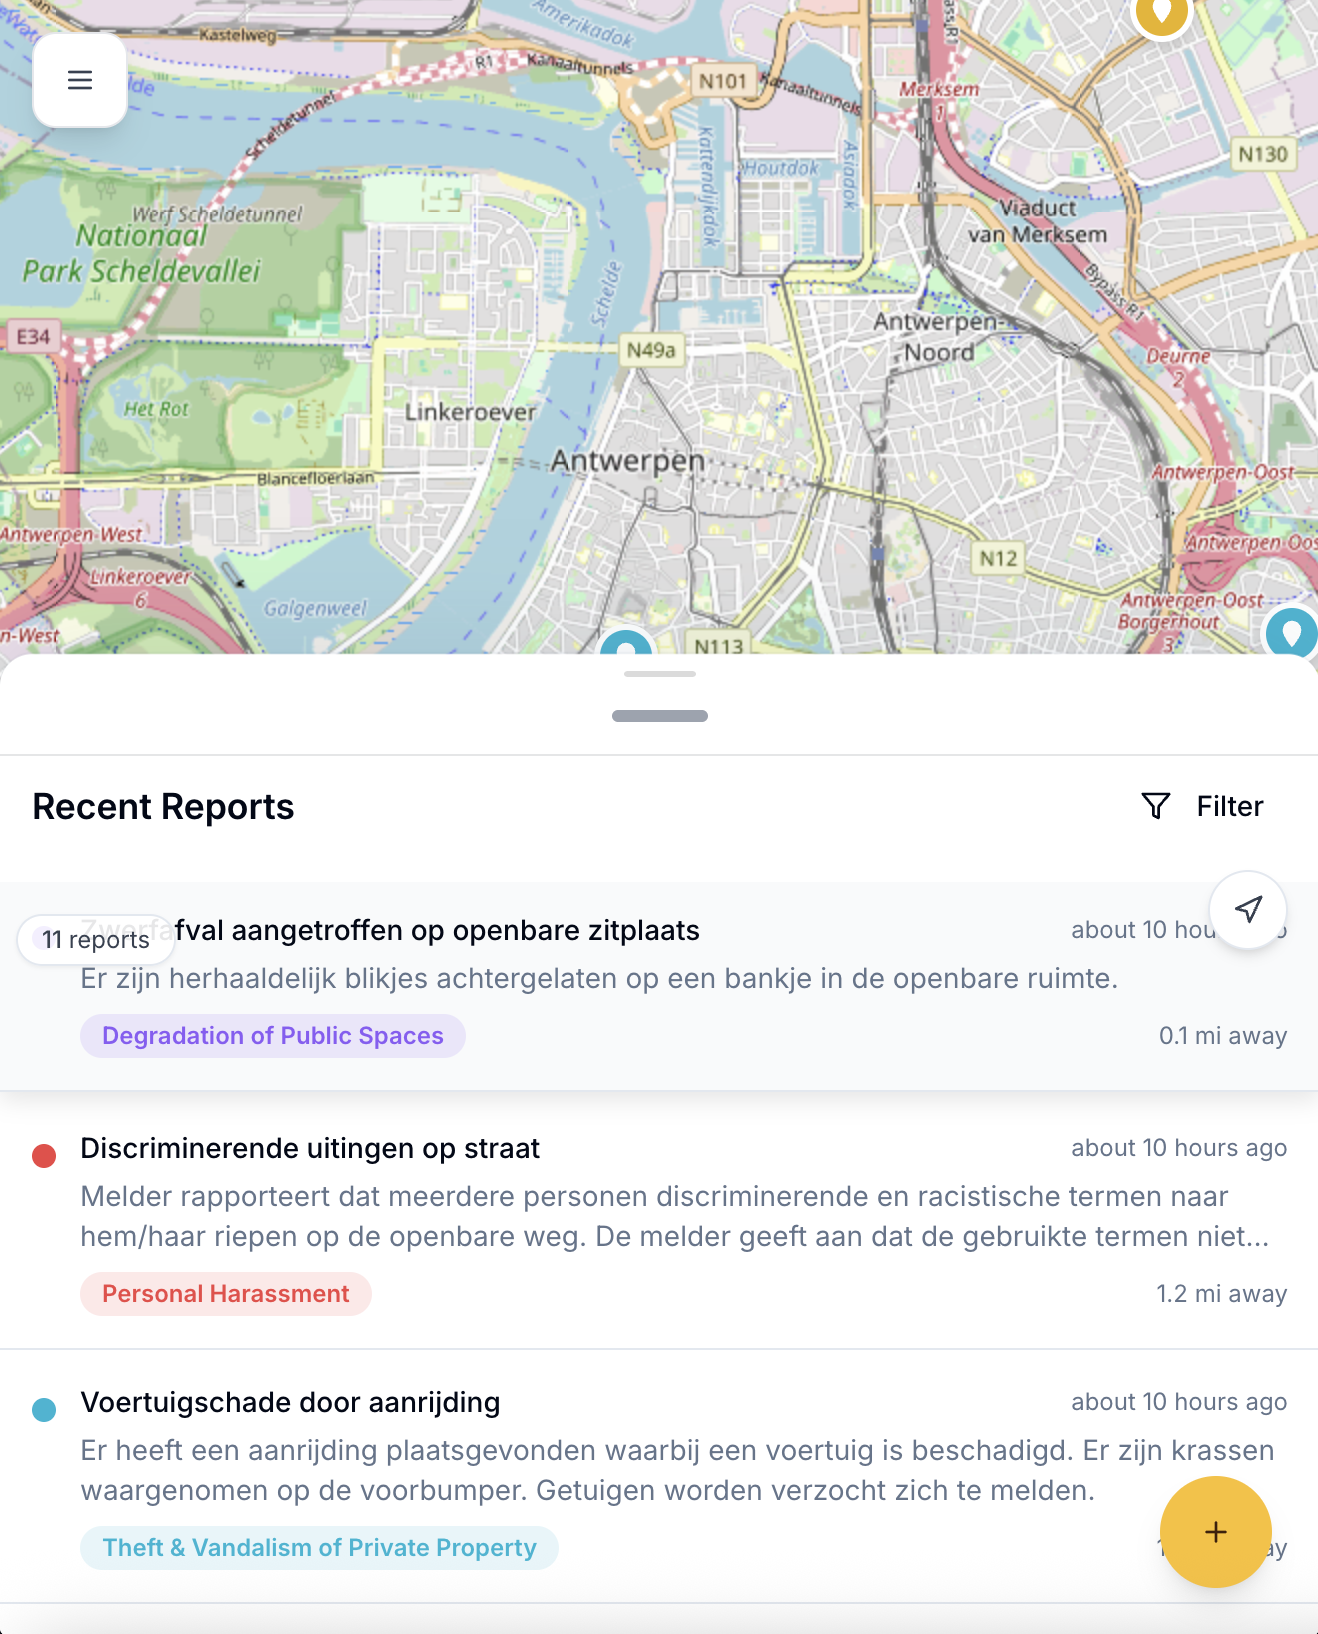 Kastelweg
Amerikadok
R1
Kanaaltunnels
N101
Kanaaltunnels
Merksem
1
N130
Scheldetunnel
Kattendijkdok
Houtdok
Asiadok
Werf Scheldetunnel
Nationaal
Park Scheldevallei
Viaduct
van Merksem
Schelde
Bypass R1
E34
N49a
Antwerpen-
Noord
Deurne
2
Het Rot
Linkeroever
Antwerpen
Blancefloerlaan
Antwerpen-Oost
Antwerpen-West
Antwerpen-Oos
N12
Linkeroever
6
Galgenweel
Antwerpen-Oost
Borgerhout
3
n-West
N113
Recent Reports
Filter
11 reports
Zwerfafval aangetroffen op openbare zitplaats
about 10 hou
Er zijn herhaaldelijk blikjes achtergelaten op een bankje in de openbare ruimte.
Degradation of Public Spaces
0.1 mi away
Discriminerende uitingen op straat
about 10 hours ago
Melder rapporteert dat meerdere personen discriminerende en racistische termen naar
hem/haar riepen op de openbare weg. De melder geeft aan dat de gebruikte termen niet...
Personal Harassment
1.2 mi away
Voertuigschade door aanrijding
about 10 hours ago
Er heeft een aanrijding plaatsgevonden waarbij een voertuig is beschadigd. Er zijn krassen
waargenomen op de voorbumper. Getuigen worden verzocht zich te melden.
Theft & Vandalism of Private Property